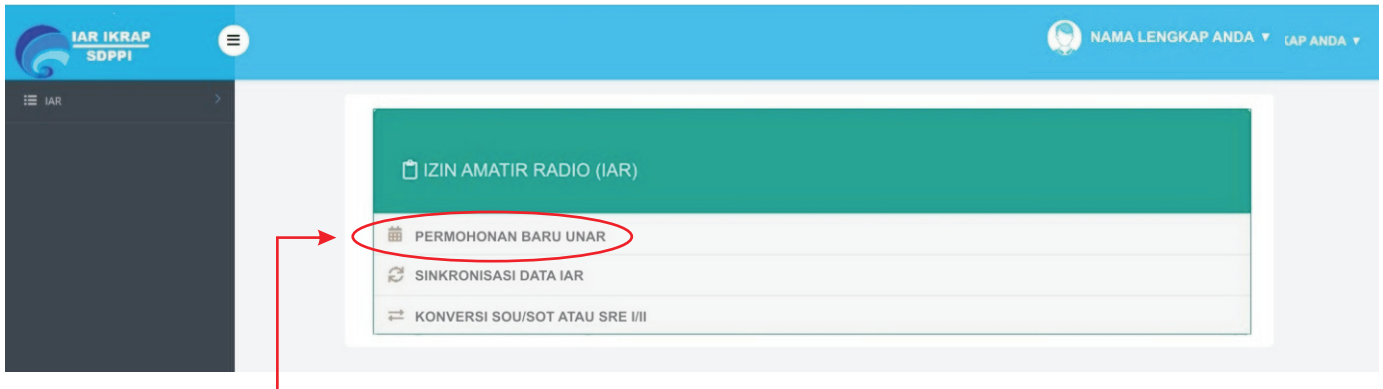 IAR IKRAP
SDPPI
NAMA LENGKAP ANDA ▼
KAP ANDA ▼
IAR
IZIN AMATIR RADIO (IAR)
PERMOHONAN BARU UNAR
SINKRONISASI DATA IAR
KONVERSI SOU/SOT ATAU SRE I/II